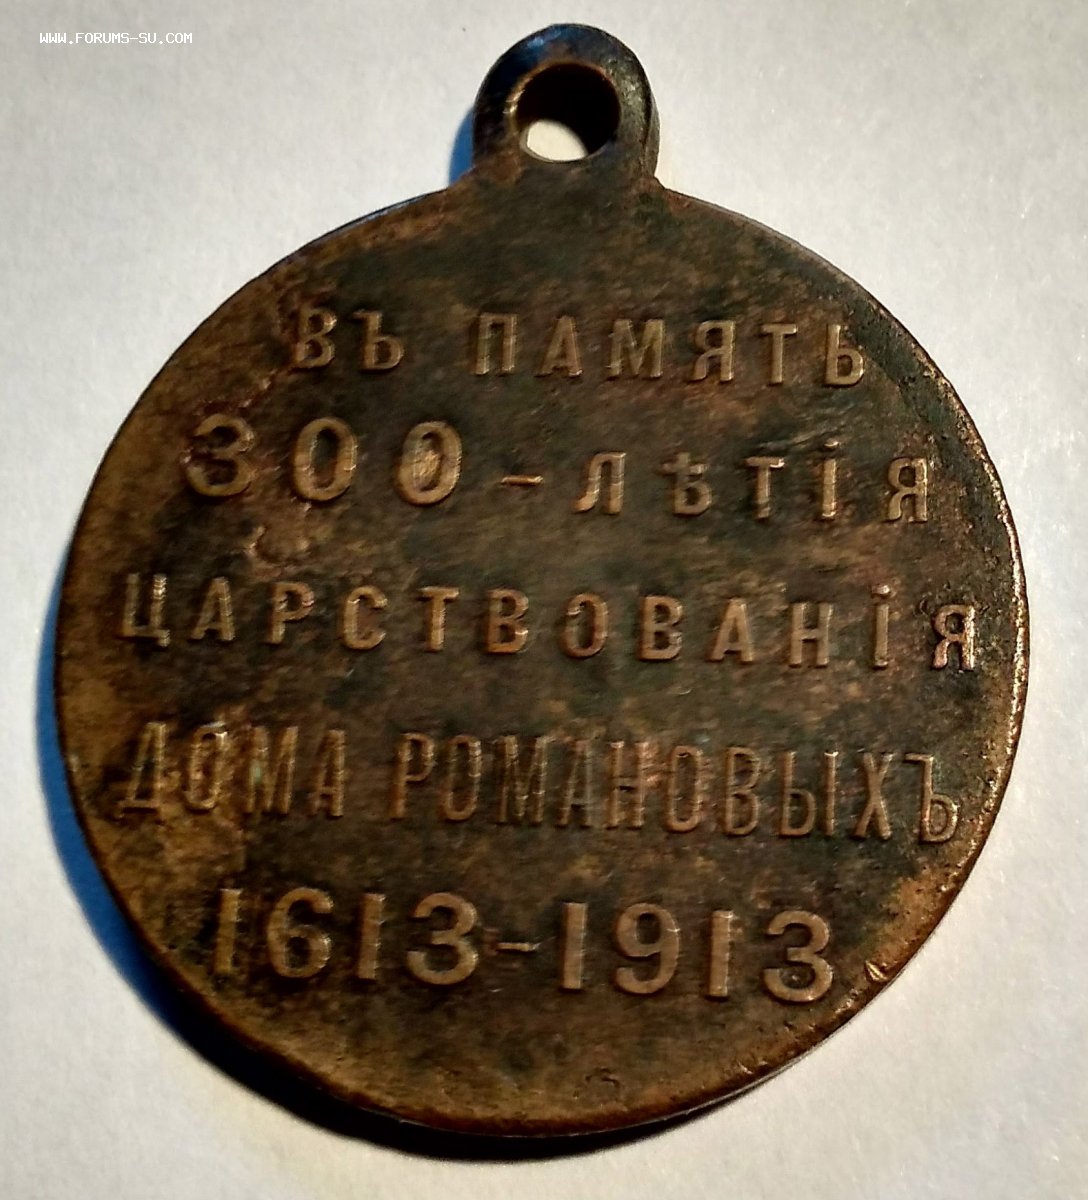 WWW.FORUMS-SU.COM
ВЪ ПАМЯТЬ
300-лѣтія
ЦАРСТВОВАНІЯ
ДОМА РОМАНОВЫХЪ
1613-1913